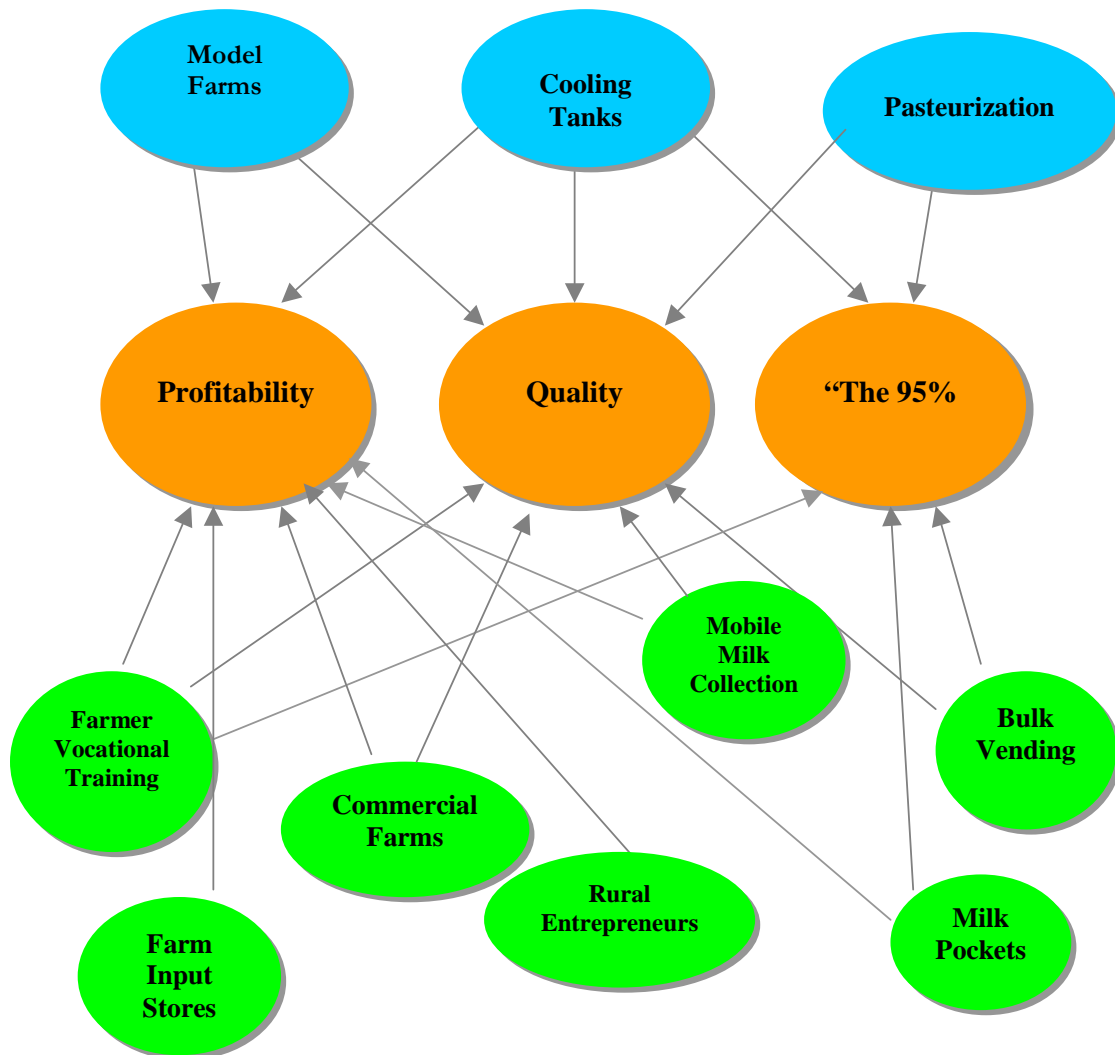 Model
Farms
Cooling
Tanks
Pasteurization
Profitability
Quality
“The 95%
Mobile
Milk
Collection
Farmer
Vocational
Training
Bulk
Vending
Commercial
Farms
Rural
Entrepreneurs
Milk
Pockets
Farm
Input
Stores